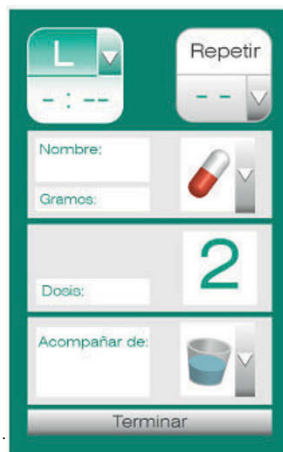 L
Repetir
- : - -
- -
Nombre:
Gramos:
2
Dosis:
Acompañar de:
Terminar
.